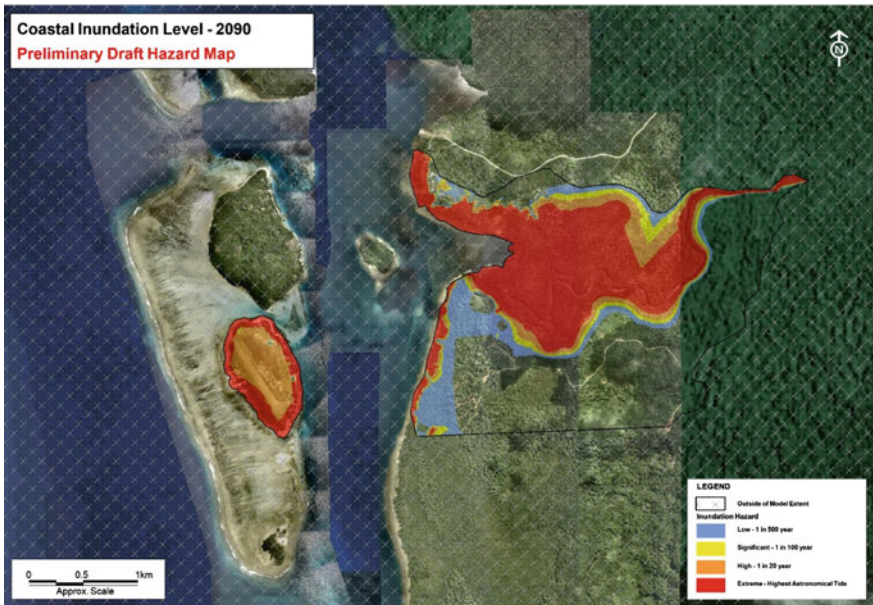 Coastal Inundation Level - 2090
Preliminary Draft Hazard Map
N
LEGEND
Outside of Model Extent
Inundation Hazard
Low - 1 in 500 year
Significant - 1 in 100 year
High - 1 in 20 year
Extreme - Highest Astronomical Tide
0 0.5 1km
Approx. Scale